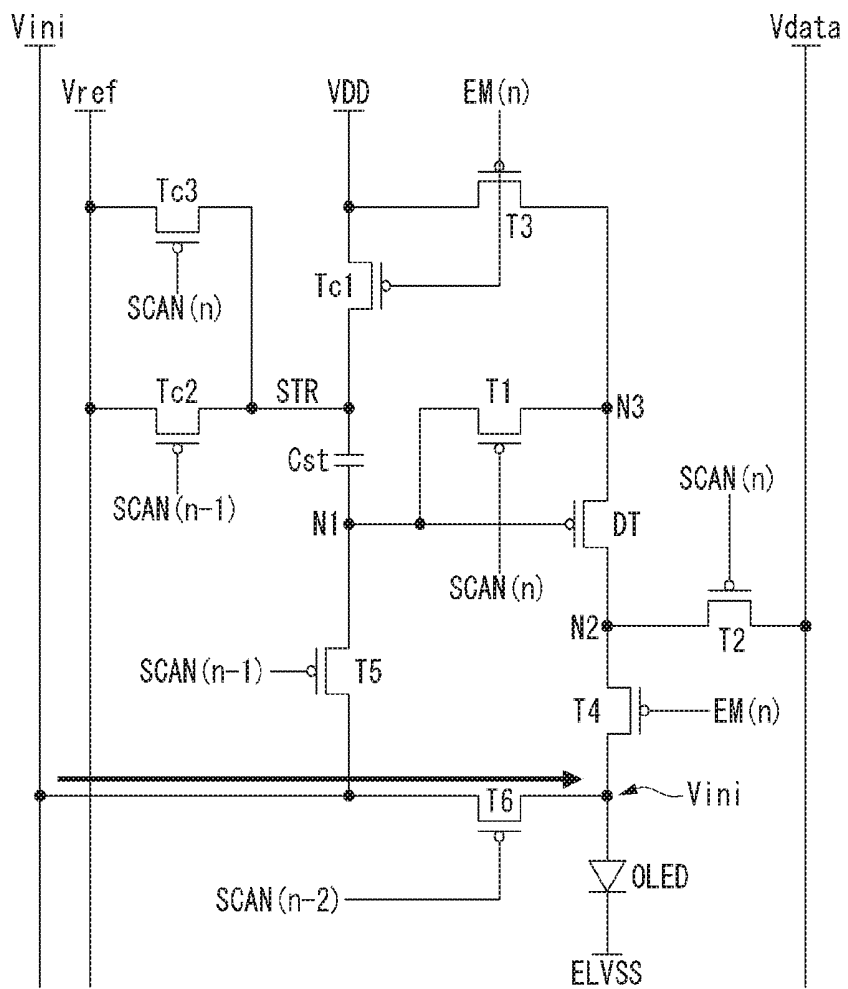 Vini
Vdata
Vref
VDD
EM(n)
Tc3
T3
SCAN(n)
Tc1
Tc2
STR
T1
N3
Cst
SCAN(n-1)
SCAN(n)
N1
DT
SCAN(n)
N2
T2
SCAN(n-1)
T5
T4
EM(n)
T6
Vini
SCAN(n-2)
OLED
ELVSS